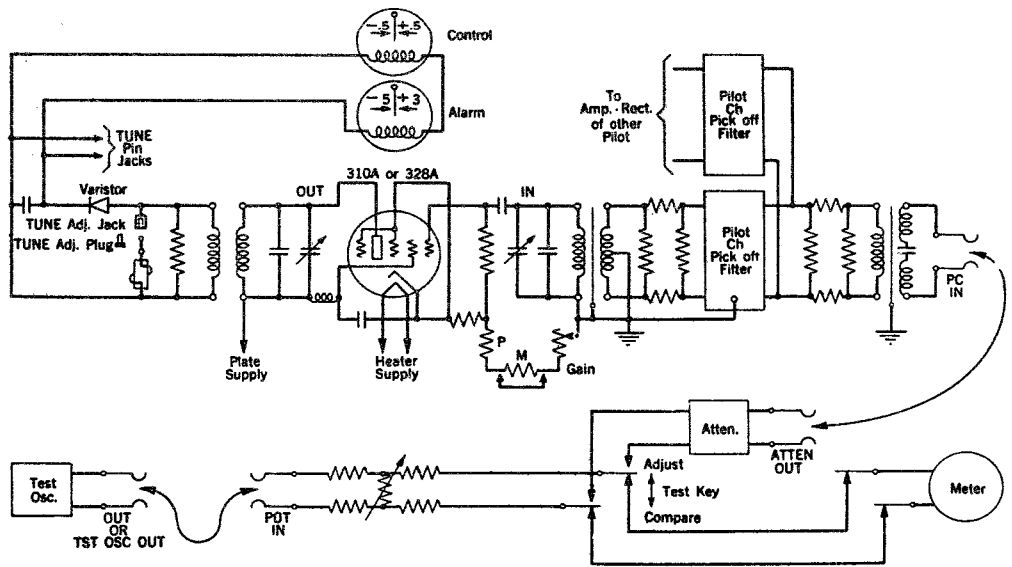 -.5 +.5
Control
-.5 +3
Alarm
To
Amp.-Rect.
of other
Pilot
Pilot
Ch
Pick off
Filter
TUNE
Pin
Jacks
310A or 328A
Varistor
OUT
IN
TUNE Adj. Jack
TUNE Adj. Plug
Pilot
Ch
Pick off
Filter
PC
IN
P
M
Gain
Plate
Supply
Heater
Supply
Atten.
ATTEN
OUT
Adjust
Test Key
Compare
Test
Osc.
OUT
OR
TST OSC OUT
POT
IN
Meter